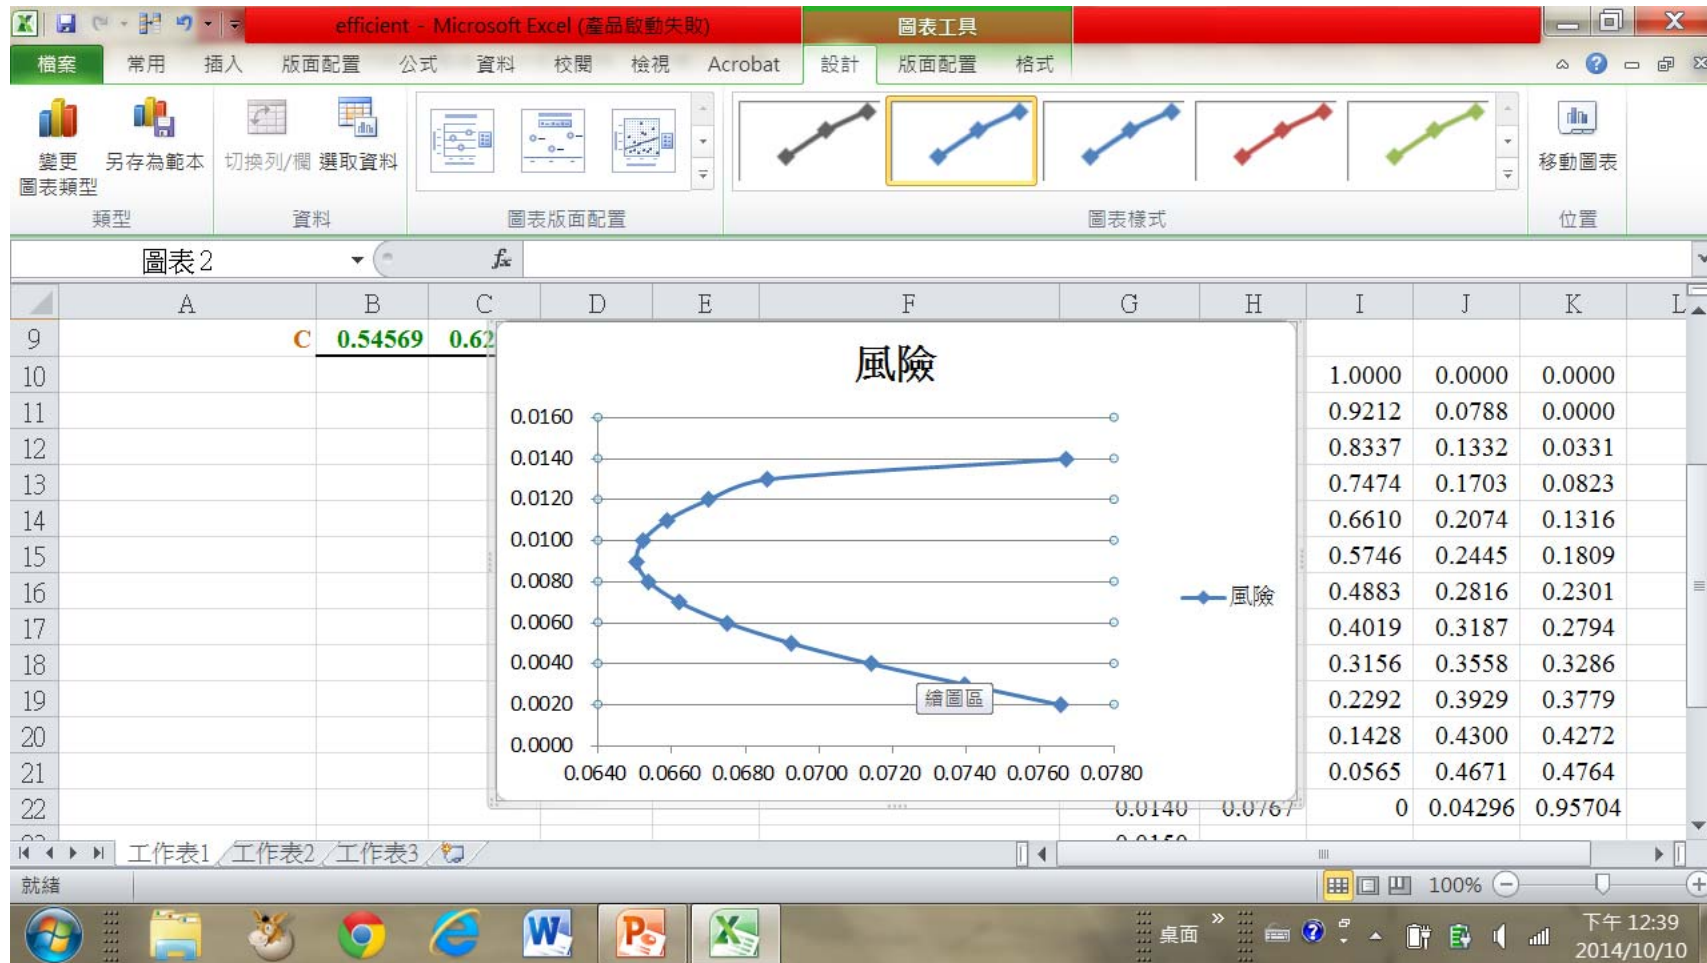 efficient - Microsoft Excel (產品啟動失敗)
圖表工具
檔案 常用 插入 版面配置 公式 資料 校閱 檢視 Acrobat 設計 版面配置 格式
變更
圖表類型
另存為範本
切換列/欄
選取資料
移動圖表
類型 資料 圖表版面配置 圖表樣式 位置
圖表 2
fx
A B C D E F G H I J K L
9 C 0.54569 0.62
10 1.0000 0.0000 0.0000
11 0.9212 0.0788 0.0000
12 0.8337 0.1332 0.0331
13 0.7474 0.1703 0.0823
14 0.6610 0.2074 0.1316
15 0.5746 0.2445 0.1809
16 0.4883 0.2816 0.2301
17 0.4019 0.3187 0.2794
18 0.3156 0.3558 0.3286
19 0.2292 0.3929 0.3779
20 0.1428 0.4300 0.4272
21 0.0565 0.4671 0.4764
22 0.0140 0.0767 0 0.04296 0.95704
風險
0.0160
0.0140
0.0120
0.0100
0.0080
0.0060
0.0040
0.0020
0.0000
0.0640 0.0660 0.0680 0.0700 0.0720 0.0740 0.0760 0.0780
風險
繪圖區
工作表1 工作表2 工作表3
就緒
100%
桌面
下午 12:39
2014/10/10